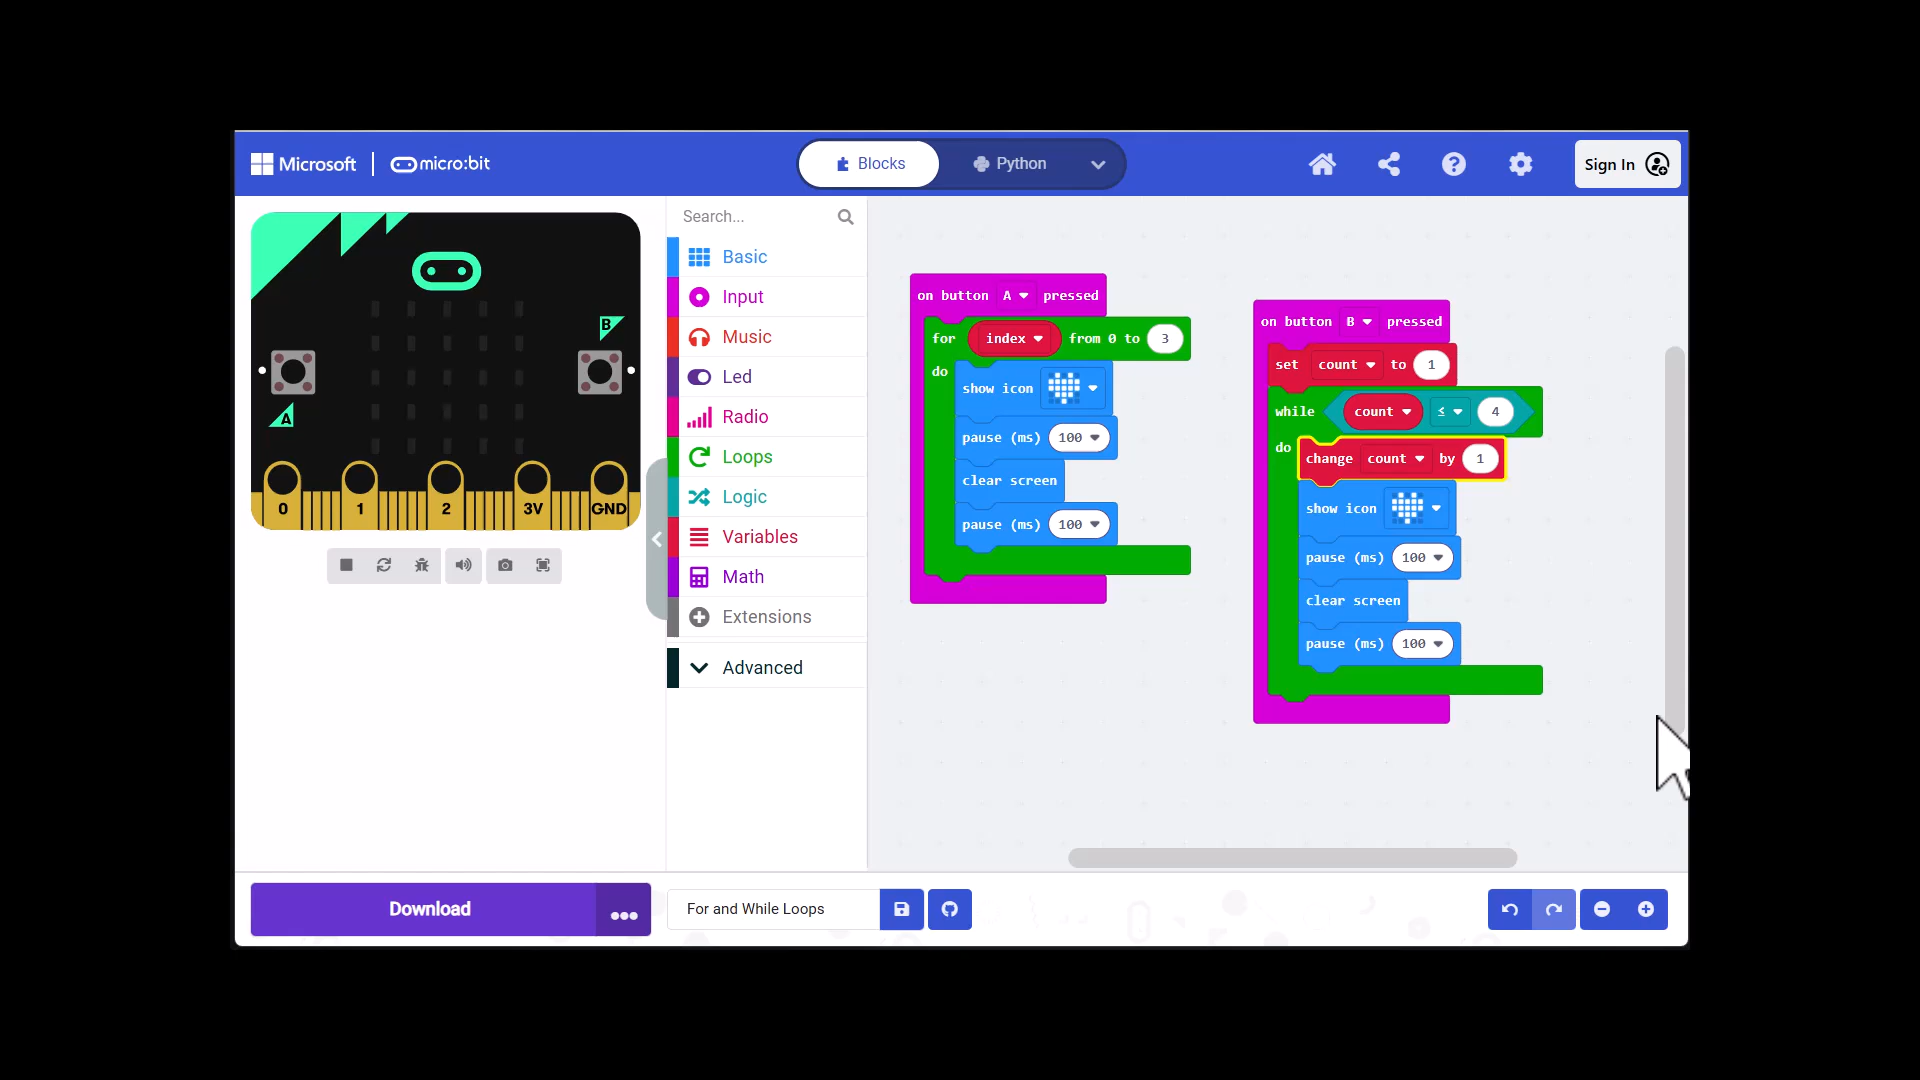 Microsoft | micro:bit
Blocks
Python
Sign In
Search...
Basic
Input
Music
Led
Radio
Loops
Logic
Variables
Math
Extensions
Advanced
B
A
0 1 2 3V GND
on button A pressed
for index from 0 to 3
do
show icon
pause (ms) 100
clear screen
pause (ms) 100
on button B pressed
set count to 1
while count ≤ 4
do change count by 1
show icon
pause (ms) 100
clear screen
pause (ms) 100
Download
For and While Loops